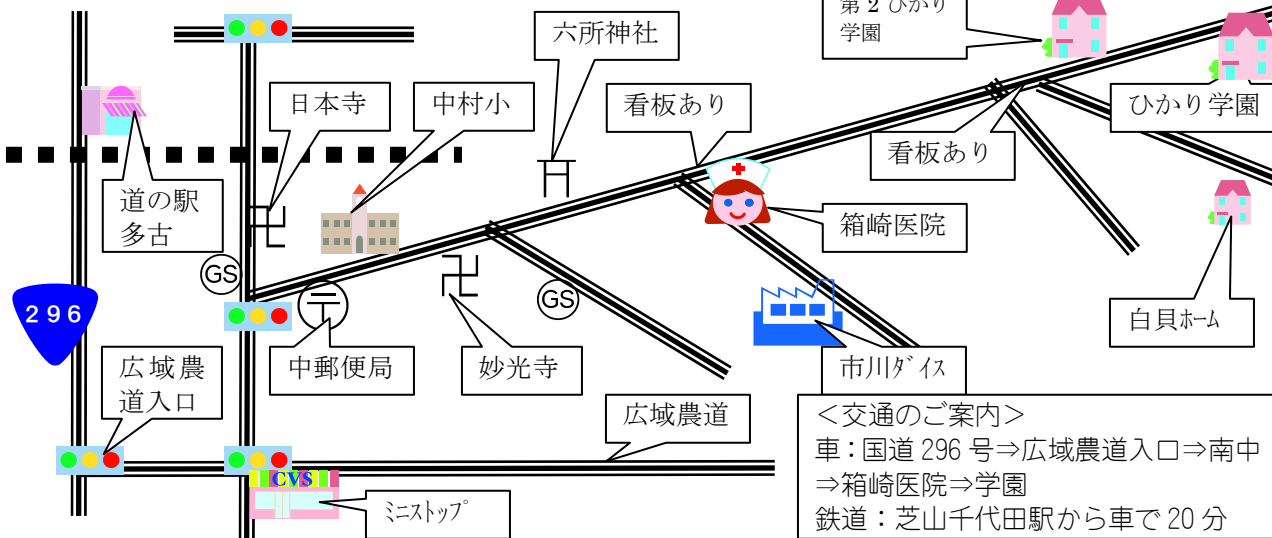 第2ひかり
学園
六所神社
日本寺
中村小
看板あり
ひかり学園
看板あり
道の駅
多古
箱崎医院
GS
GS
296
白貝ホーム
中郵便局
妙光寺
市川ダイス
広域農
道入口
広域農道
CVS
ミニストップ
＜交通のご案内＞
車：国道296号⇒広域農道入口⇒南中
⇒箱崎医院⇒学園
鉄道：芝山千代田駅から車で20分